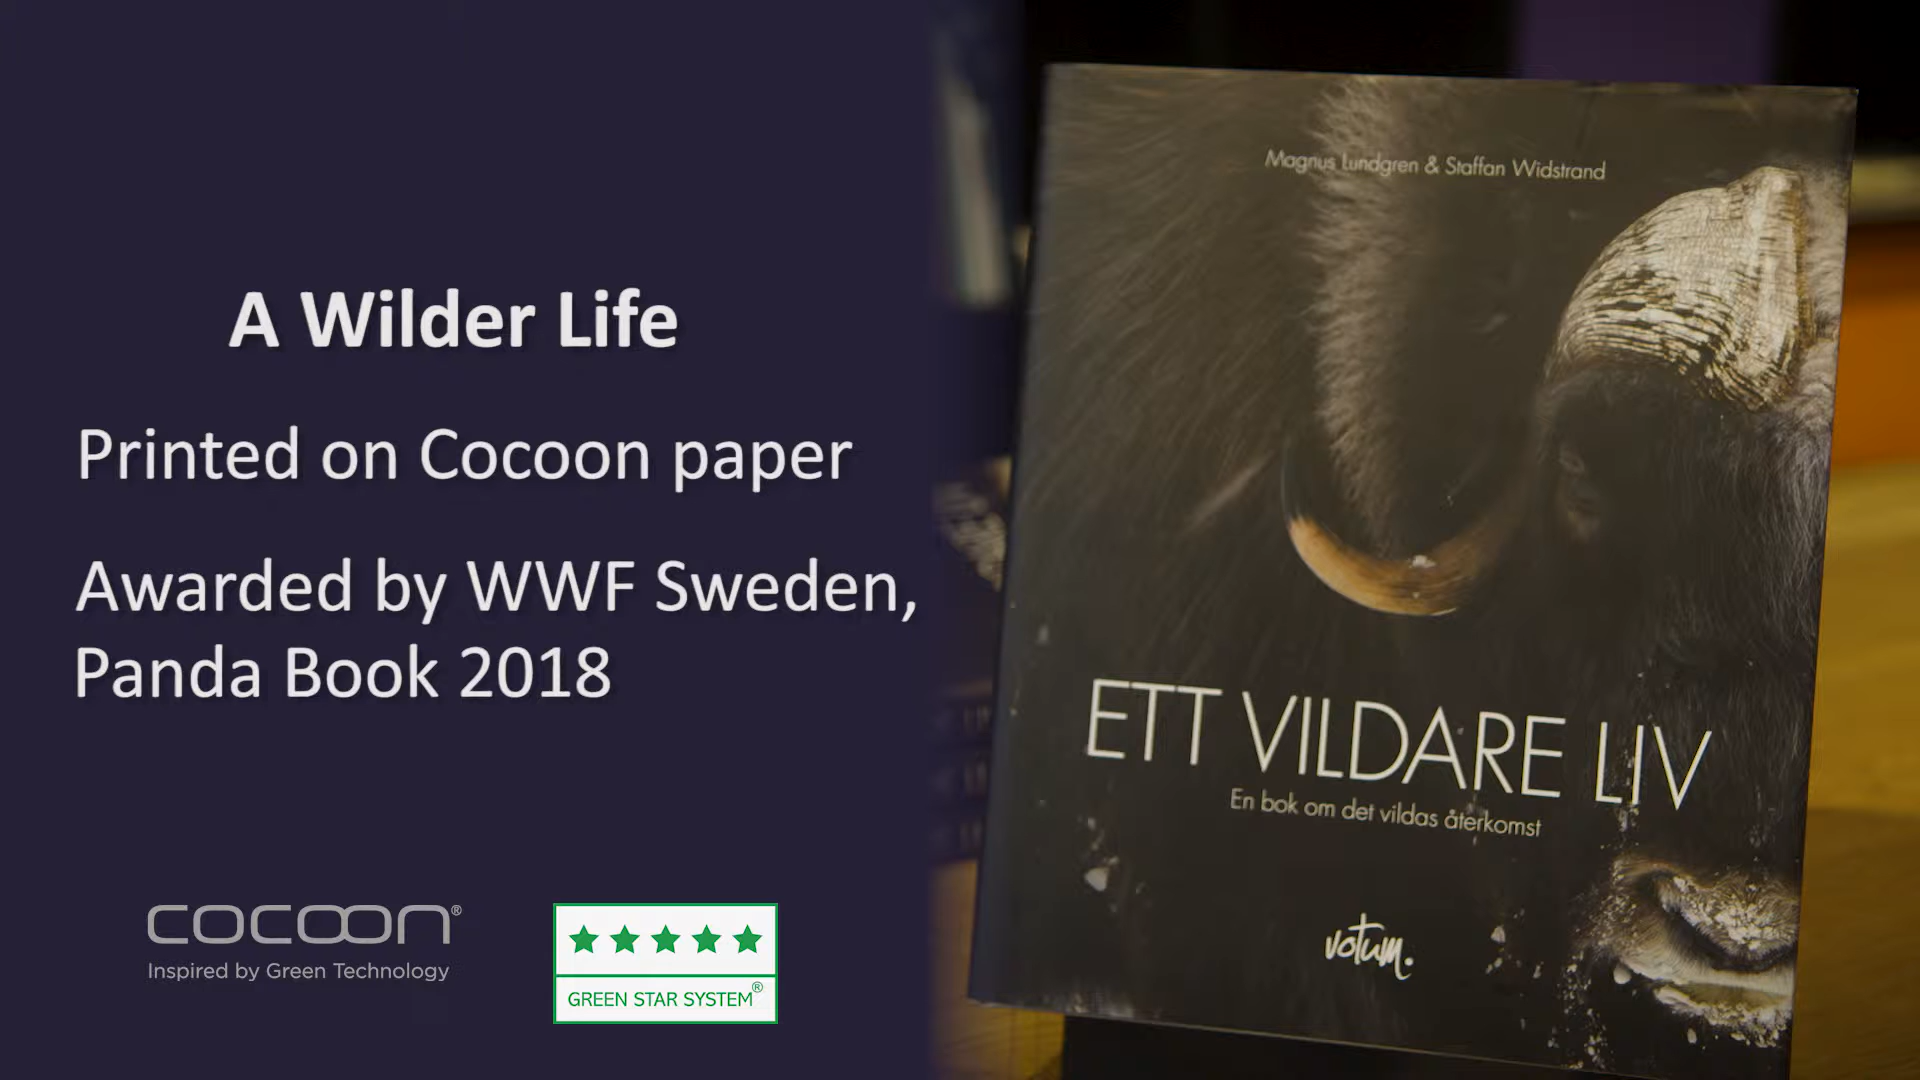 A Wilder Life
Printed on Cocoon paper
Awarded by WWF Sweden,
Panda Book 2018
COCOON®
Inspired by Green Technology
GREEN STAR SYSTEM®
Magnus Lundgren & Staffan Widstrand
ETT VILDARE LIV
En bok om det vildas återkomst
votum.